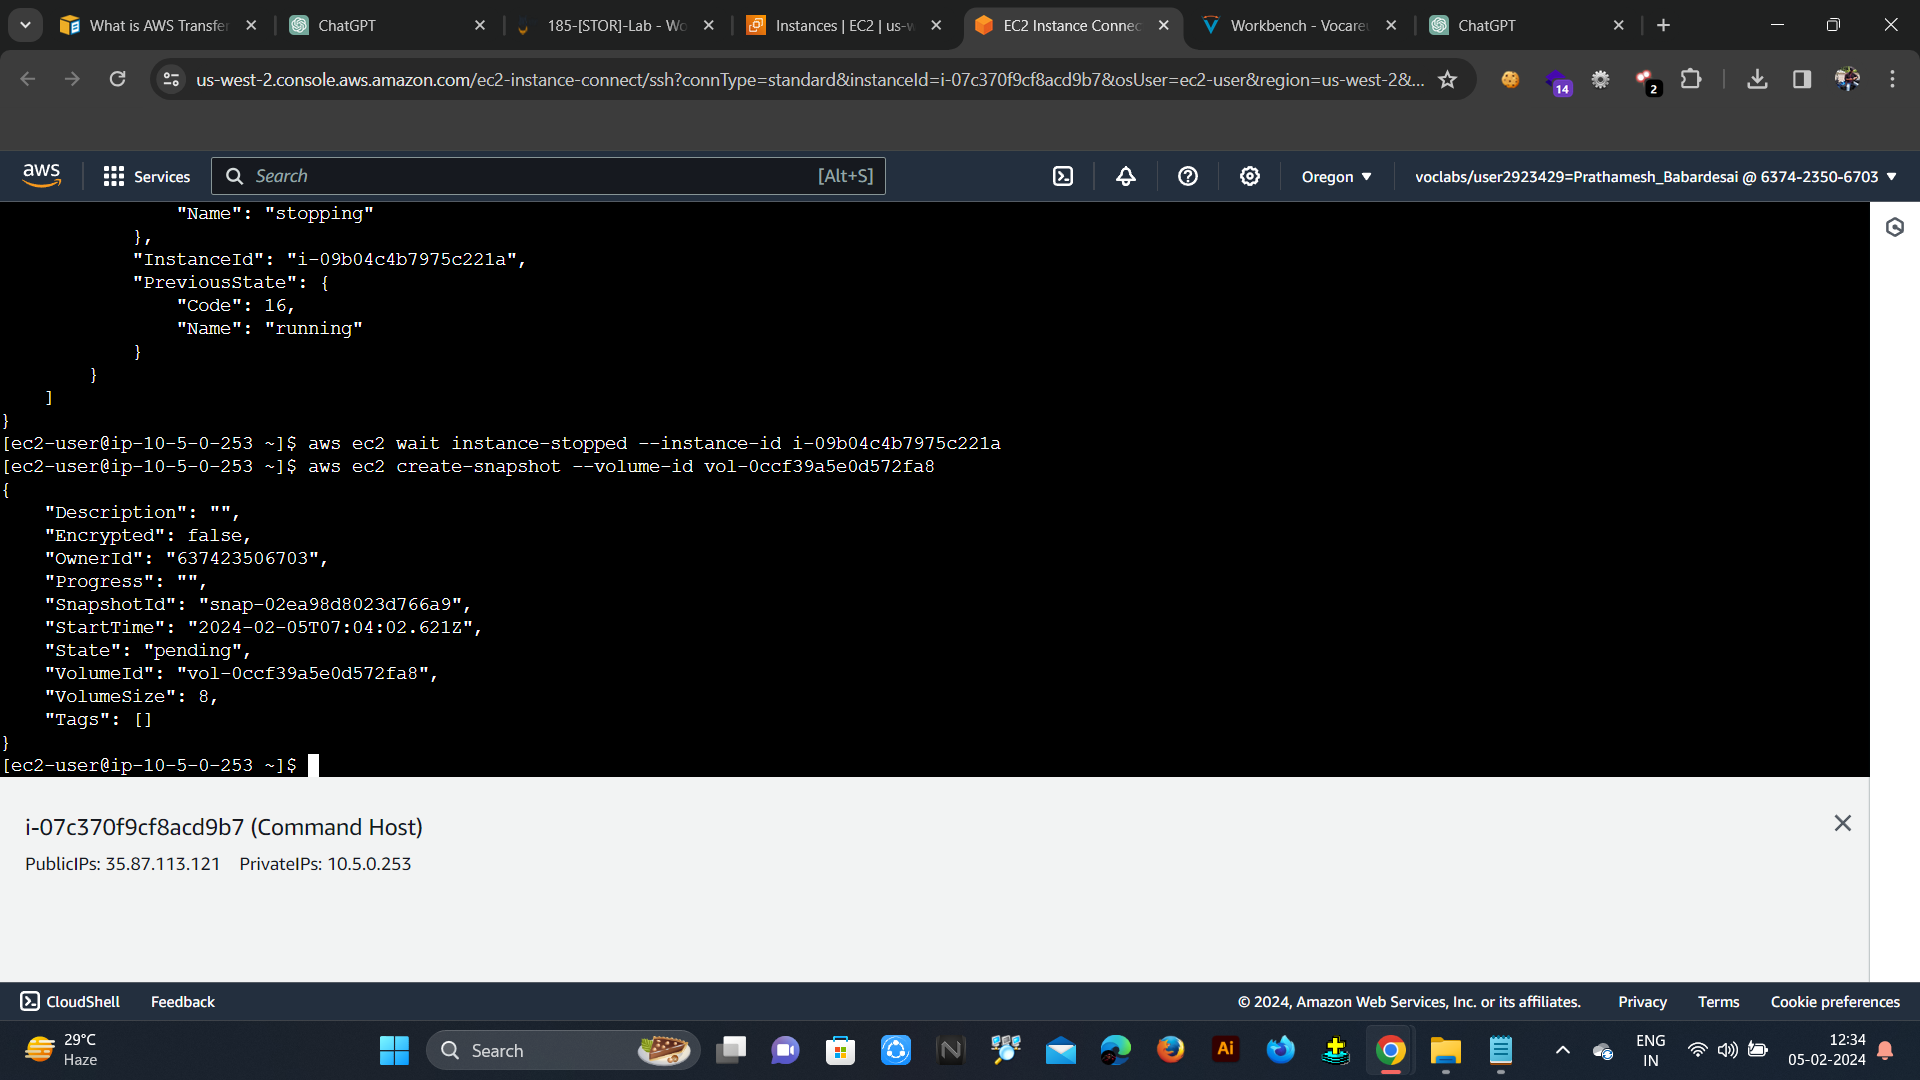 What is AWS Transfer
ChatGPT
185-[STOR]-Lab - Wo
Instances | EC2 | us-w
EC2 Instance Connec
Workbench - Vocareu
ChatGPT
us-west-2.console.aws.amazon.com/ec2-instance-connect/ssh?connType=standard&instanceId=i-07c370f9cf8acd9b7&osUser=ec2-user&region=us-west-2&...
14
2
aws
Services
Search
[Alt+S]
Oregon
voclabs/user2923429=Prathamesh_Babardesai @ 6374-2350-6703
"Name": "stopping"
},
"InstanceId": "i-09b04c4b7975c221a",
"PreviousState": {
"Code": 16,
"Name": "running"
}
}
]
}
[ec2-user@ip-10-5-0-253 ~]$ aws ec2 wait instance-stopped --instance-id i-09b04c4b7975c221a
[ec2-user@ip-10-5-0-253 ~]$ aws ec2 create-snapshot --volume-id vol-0ccf39a5e0d572fa8
{
"Description": "",
"Encrypted": false,
"OwnerId": "637423506703",
"Progress": "",
"SnapshotId": "snap-02ea98d8023d766a9",
"StartTime": "2024-02-05T07:04:02.621Z",
"State": "pending",
"VolumeId": "vol-0ccf39a5e0d572fa8",
"VolumeSize": 8,
"Tags": []
}
[ec2-user@ip-10-5-0-253 ~]$
i-07c370f9cf8acd9b7 (Command Host)
PublicIPs: 35.87.113.121 PrivateIPs: 10.5.0.253
CloudShell
Feedback
© 2024, Amazon Web Services, Inc. or its affiliates.
Privacy
Terms
Cookie preferences
29°C
Haze
Search
Ai
ENG
IN
12:34
05-02-2024